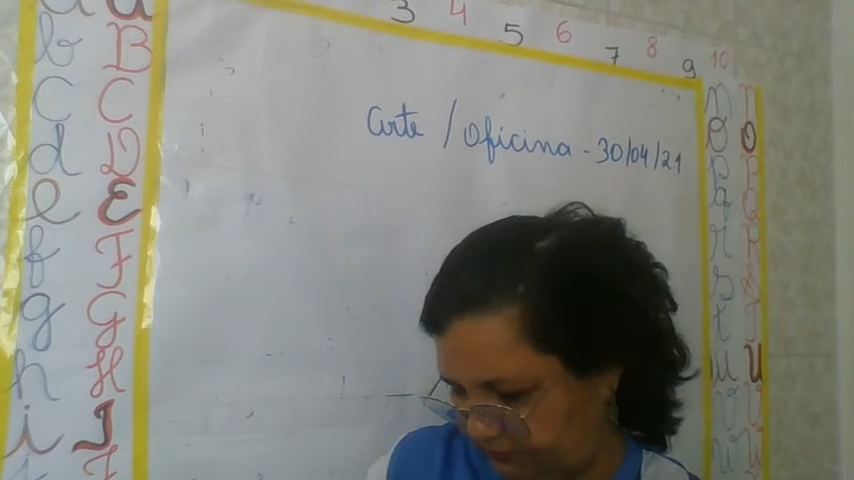 3 4 5 6 7 8 9 10
Arte / Oficina - 30/04/21
b B
c C
d D
e E
f F
g G
h H
i I
n n
o O
p P
q Q
r R
s S
t T
u U
v V